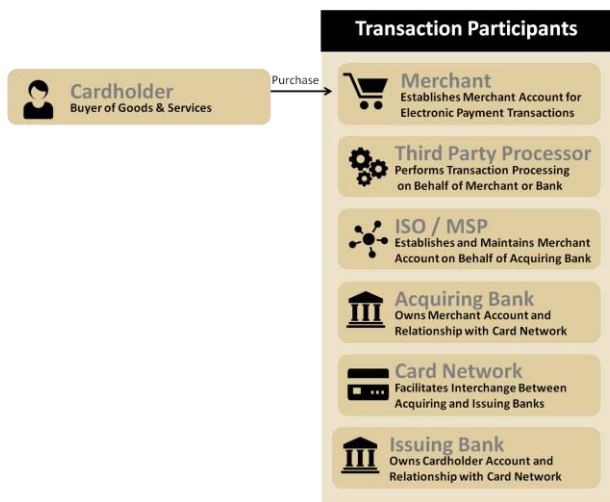 Transaction Participants
Cardholder
Buyer of Goods & Services
Purchase
Merchant
Establishes Merchant Account for
Electronic Payment Transactions
Third Party Processor
Performs Transaction Processing
on Behalf of Merchant or Bank
ISO / MSP
Establishes and Maintains Merchant
Account on Behalf of Acquiring Bank
Acquiring Bank
Owns Merchant Account and
Relationship with Card Network
Card Network
Facilitates Interchange Between
Acquiring and Issuing Banks
Issuing Bank
Owns Cardholder Account and
Relationship with Card Network